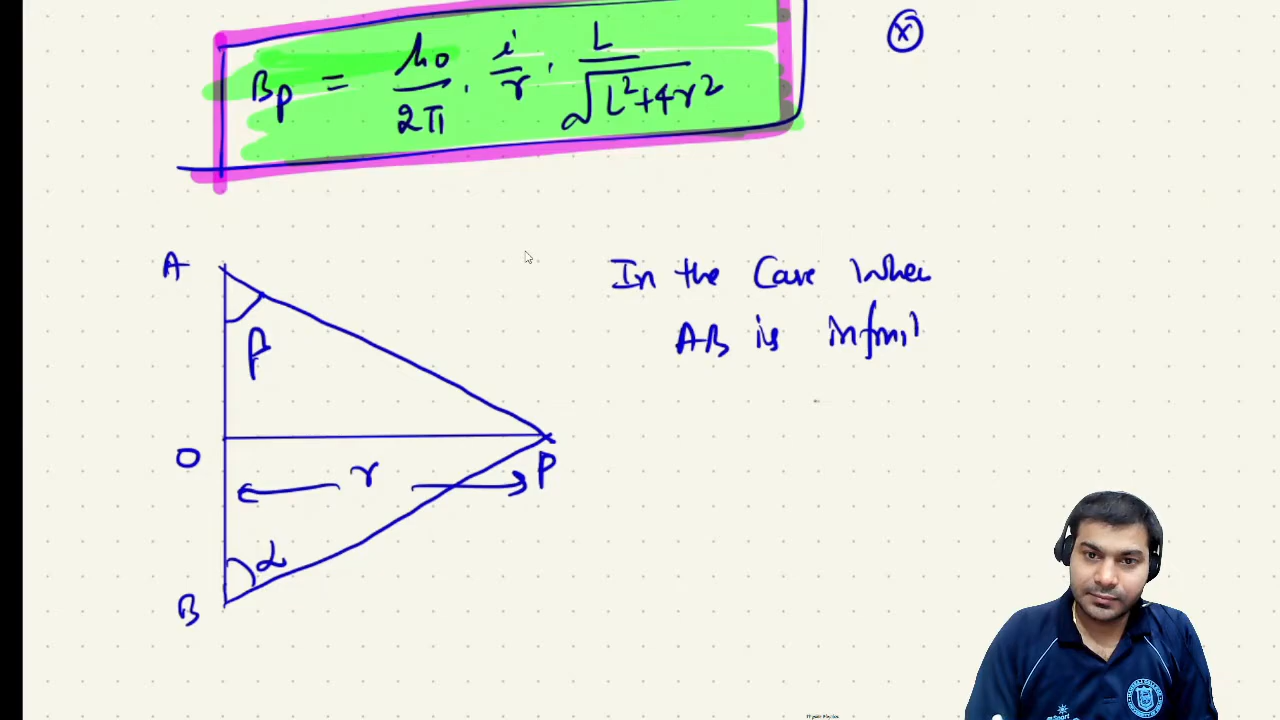 Bp = μ0/2π . i/r . L/√L²+4r²
A
β
In the Case when
AB is infinit
O
r
P
α
B